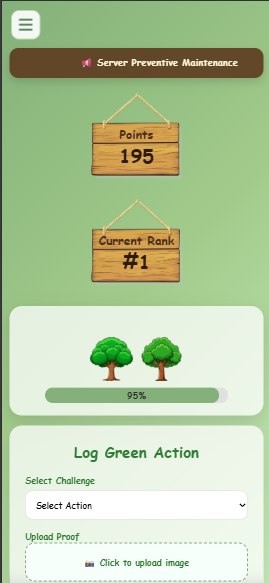 Server Preventive Maintenance
Points
195
Current Rank
#1
95%
Log Green Action
Select Challenge
Select Action
Upload Proof
Click to upload image